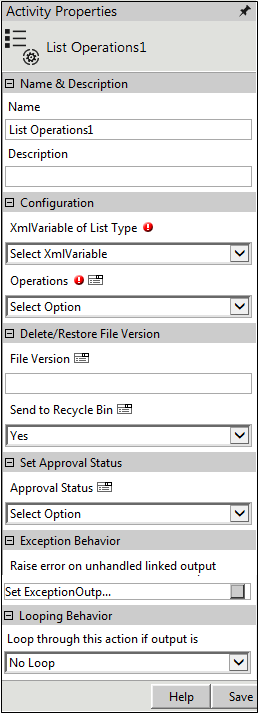 Activity Properties
List Operations1
Name & Description
Name
List Operations1
Description
Configuration
XmlVariable of List Type
Select XmlVariable
Operations
Select Option
Delete/Restore File Version
File Version
Send to Recycle Bin
Yes
Set Approval Status
Approval Status
Select Option
Exception Behavior
Raise error on unhandled linked output
Set ExceptionOutp...
Looping Behavior
Loop through this action if output is
No Loop
Help Save